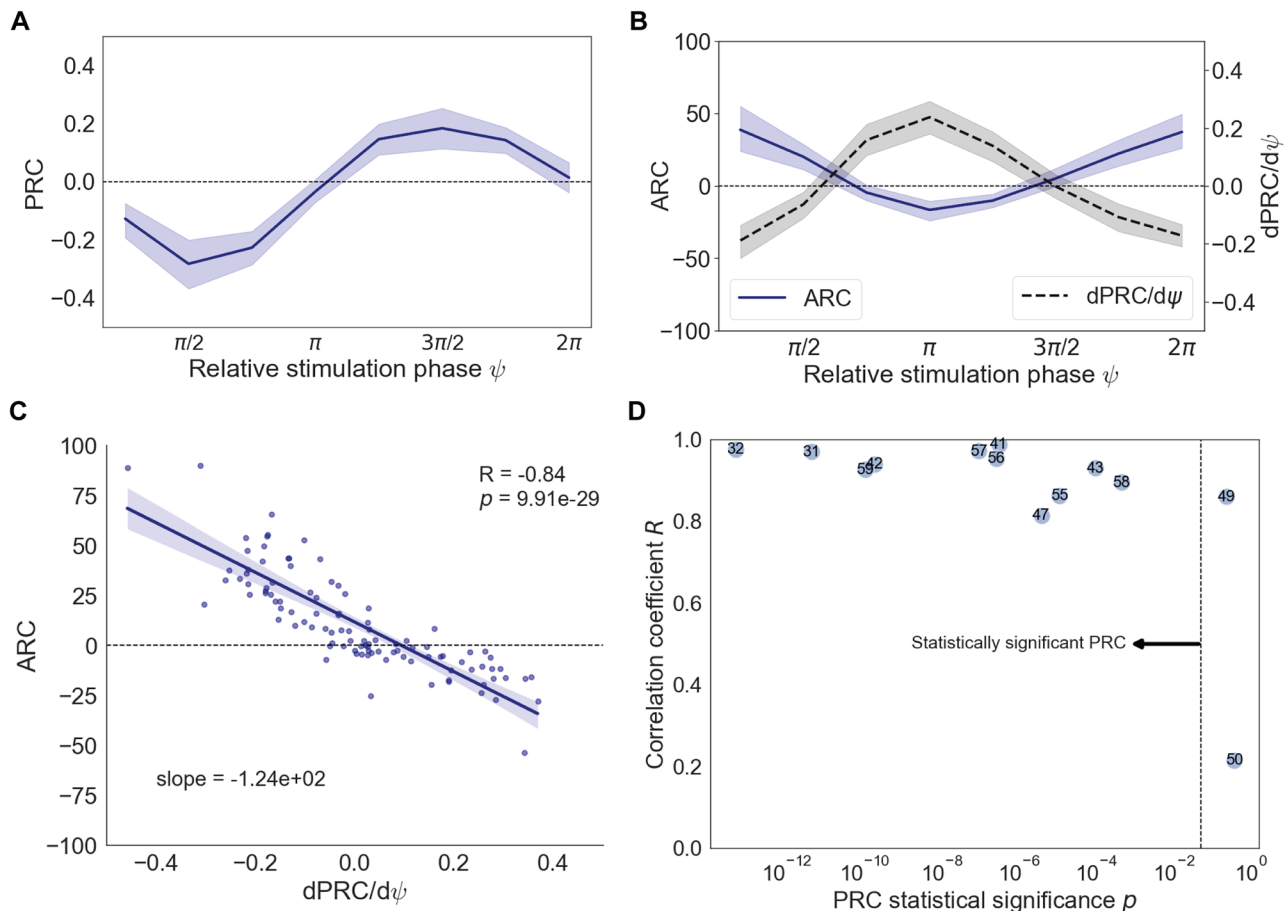 A
PRC
0.4
0.2
0.0
−0.2
−0.4
π/2
π
3π/2
2π
Relative stimulation phase ψ
B
ARC
100
50
0
−50
−100
0.4
0.2
0.0
−0.2
−0.4
dPRC/dψ
ARC
dPRC/dψ
π/2
π
3π/2
2π
Relative stimulation phase ψ
C
ARC
100
75
50
25
0
−25
−50
−75
−100
R = -0.84
p = 9.91e-29
slope = -1.24e+02
−0.4
−0.2
0.0
0.2
0.4
dPRC/dψ
D
Correlation coefficient R
1.0
0.8
0.6
0.4
0.2
0.0
32
31
59
42
57
41
56
47
55
43
58
49
50
Statistically significant PRC
10⁻¹²
10⁻¹⁰
10⁻⁸
10⁻⁶
10⁻⁴
10⁻²
10⁰
PRC statistical significance p